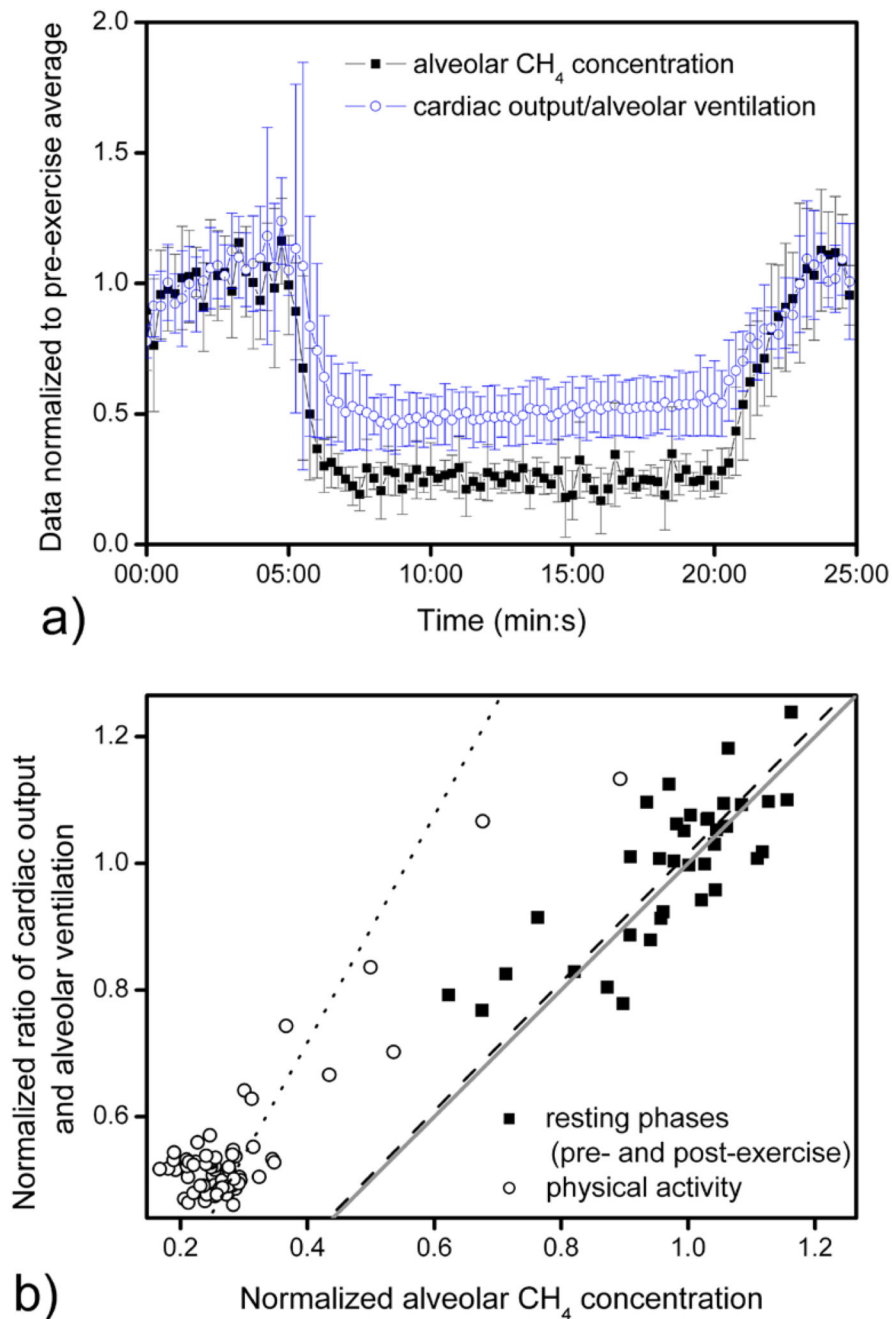 2.0
1.5
1.0
0.5
0.0
Data normalized to pre-exercise average
alveolar CH₄ concentration
cardiac output/alveolar ventilation
00:00 05:00 10:00 15:00 20:00 25:00
Time (min:s)
a)
1.2
1.0
0.8
0.6
Normalized ratio of cardiac output
and alveolar ventilation
resting phases
(pre- and post-exercise)
physical activity
0.2 0.4 0.6 0.8 1.0 1.2
Normalized alveolar CH₄ concentration
b)